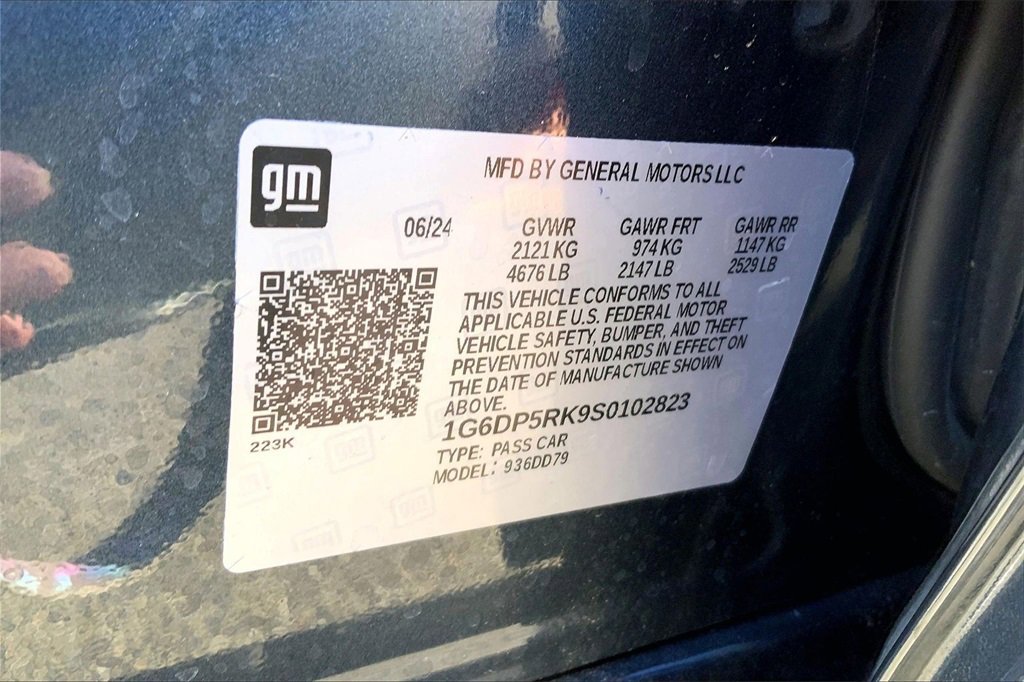 gm
MFD BY GENERAL MOTORS LLC
06/24 GVWR GAWR FRT GAWR RR
2121 KG 974 KG 1147 KG
4676 LB 2147 LB 2529 LB
THIS VEHICLE CONFORMS TO ALL
APPLICABLE U.S. FEDERAL MOTOR
VEHICLE SAFETY, BUMPER, AND THEFT
PREVENTION STANDARDS IN EFFECT ON
THE DATE OF MANUFACTURE SHOWN
ABOVE.
1G6DP5RK9S0102823
TYPE: PASS CAR
MODEL: 936DD79
223K